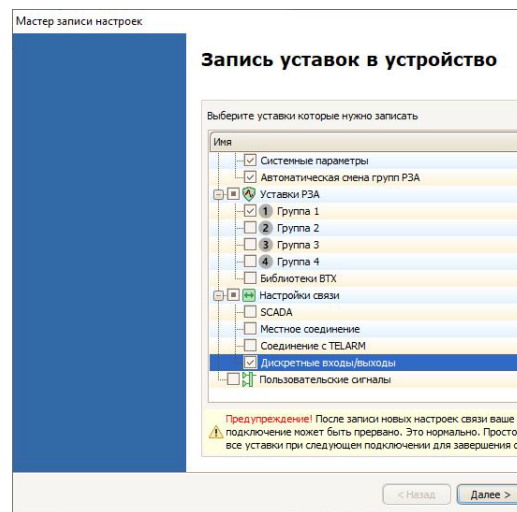 Мастер записи настроек
Запись уставок в устройство
Выберите уставки которые нужно записать
Имя
Системные параметры
Автоматическая смена групп РЗА
Уставки РЗА
1 Группа 1
2 Группа 2
3 Группа 3
4 Группа 4
Библиотеки ВТХ
Настройки связи
SCADA
Местное соединение
Соединение с TELARM
Дискретные входы/выходы
Пользовательские сигналы
Предупреждение! После записи новых настроек связи ваше
подключение может быть прервано. Это нормально. Просто
все уставки при следующем подключении для завершения
< Назад Далее >